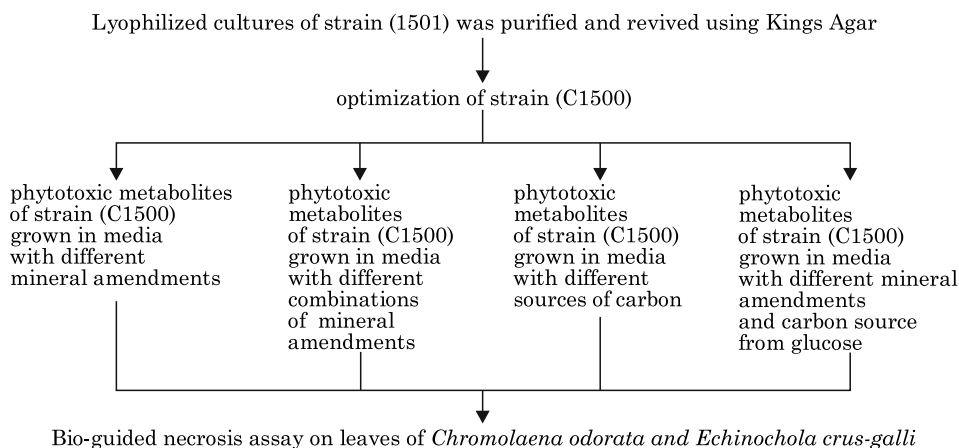 Lyophilized cultures of strain (1501) was purified and revived using Kings Agar
optimization of strain (C1500)
phytotoxic metabolites
of strain (C1500)
grown in media
with different
mineral amendments
phytotoxic
metabolites
of strain (C1500)
grown in media
with different
combinations
of mineral
amendments
phytotoxic
metabolites
of strain (C1500)
grown in media
with different
sources of carbon
phytotoxic
metabolites
of strain (C1500)
grown in media
with different mineral
amendments
and carbon source
from glucose
Bio-guided necrosis assay on leaves of Chromolaena odorata and Echinochola crus-galli